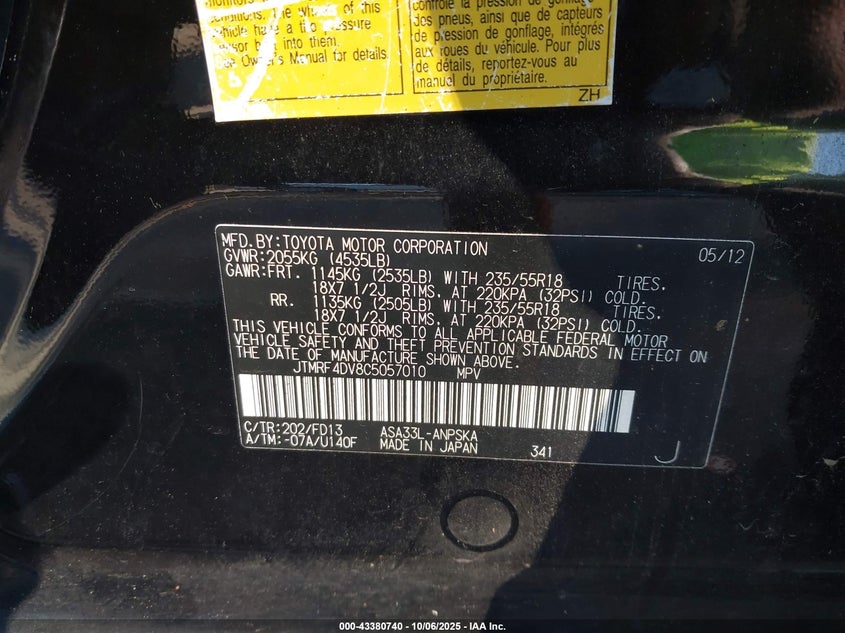 conditions. The wheels of this
vehicle have a tire pressure
sensor built into them.
See Owner's Manual for details.
contrôle la pression de gonflage
des pneus, ainsi que de capteurs
de pression de gonflage, intégrés
aux roues du véhicule. Pour plus
de détails, reportez-vous au
manuel du propriétaire.
ZH
MFD. BY: TOYOTA MOTOR CORPORATION 05/12
GVWR: 2055KG (4535LB)
GAWR: FRT. 1145KG (2535LB) WITH 235/55R18 TIRES.
18X7 1/2J RIMS, AT 220KPA (32PSI) COLD.
RR. 1135KG (2505LB) WITH 235/55R18 TIRES.
18X7 1/2J RIMS, AT 220KPA (32PSI) COLD.
THIS VEHICLE CONFORMS TO ALL APPLICABLE FEDERAL MOTOR
VEHICLE SAFETY AND THEFT PREVENTION STANDARDS IN EFFECT ON
THE DATE OF MANUFACTURE SHOWN ABOVE.
JTMRF4DV8C5057010 MPV
C/TR: 202/FD13 ASA33L-ANPSKA
A/TM: -07A/U140F MADE IN JAPAN 341
J
000-43380740 - 10/06/2025 - IAA Inc.